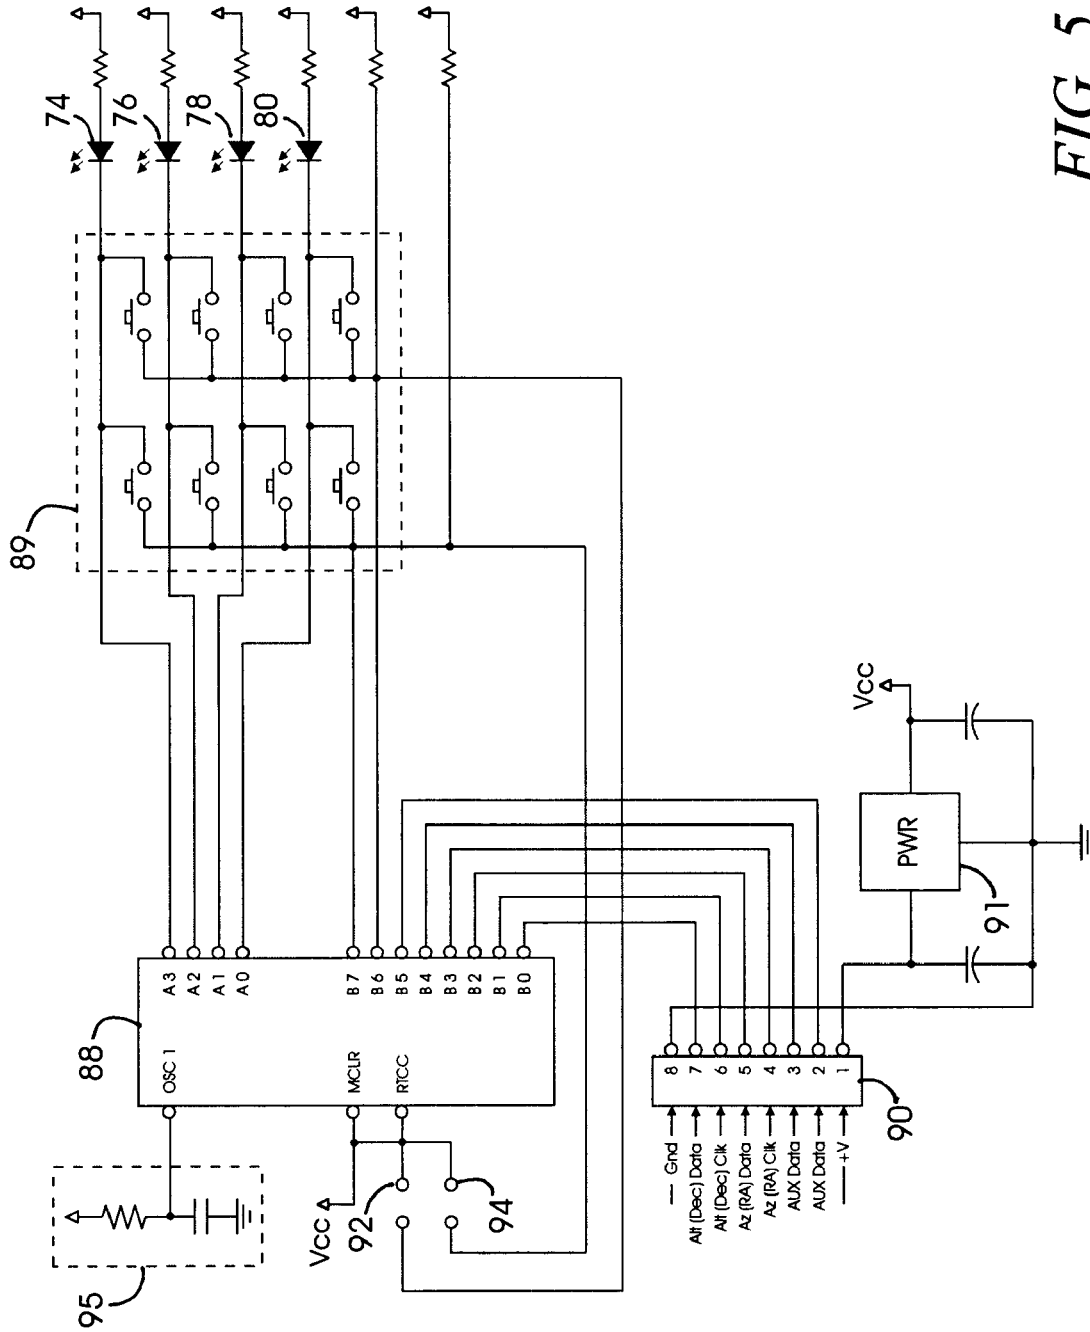 FIG. 5
74
76
78
80
89
88
OSC 1
MCLR
RTCC
A3
A2
A1
A0
B7
B6
B5
B4
B3
B2
B1
B0
95
Vcc
92
94
Vcc
PWR
91
90
8
7
6
5
4
3
2
1
Gnd
Alt (Dec) Data
Alt (Dec) Clk
Az (RA) Data
Az (RA) Clk
AUX Data
AUX Data
+V